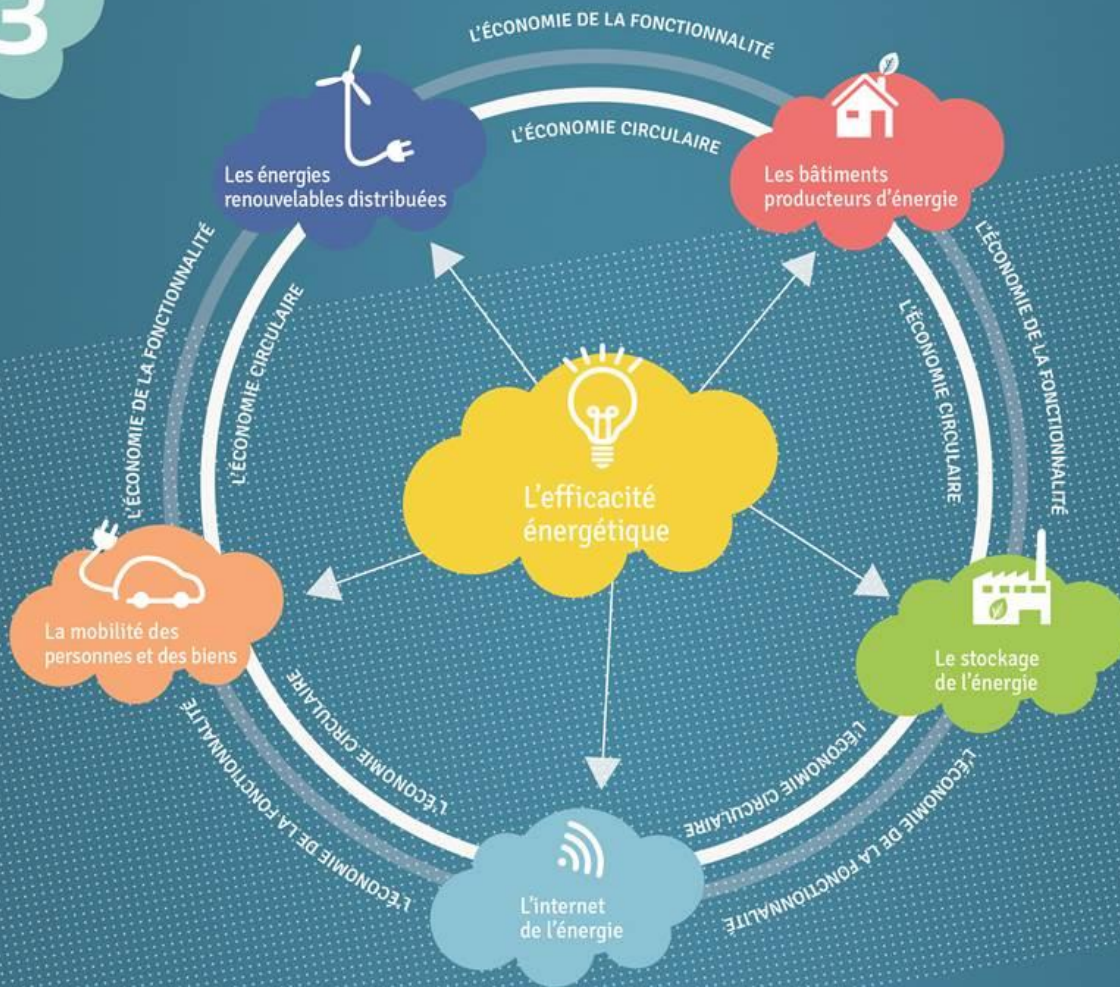 3
L'ÉCONOMIE DE LA FONCTIONNALITÉ
L'ÉCONOMIE CIRCULAIRE
Les énergies
renouvelables distribuées
Les bâtiments
producteurs d'énergie
L'ÉCONOMIE DE LA FONCTIONNALITÉ
L'ÉCONOMIE CIRCULAIRE
L'ÉCONOMIE CIRCULAIRE
L'ÉCONOMIE DE LA FONCTIONNALITÉ
L'efficacité
énergétique
La mobilité des
personnes et des biens
Le stockage
de l'énergie
L'ÉCONOMIE CIRCULAIRE
L'ÉCONOMIE DE LA FONCTIONNALITÉ
L'ÉCONOMIE CIRCULAIRE
L'ÉCONOMIE DE LA FONCTIONNALITÉ
L'internet
de l'énergie